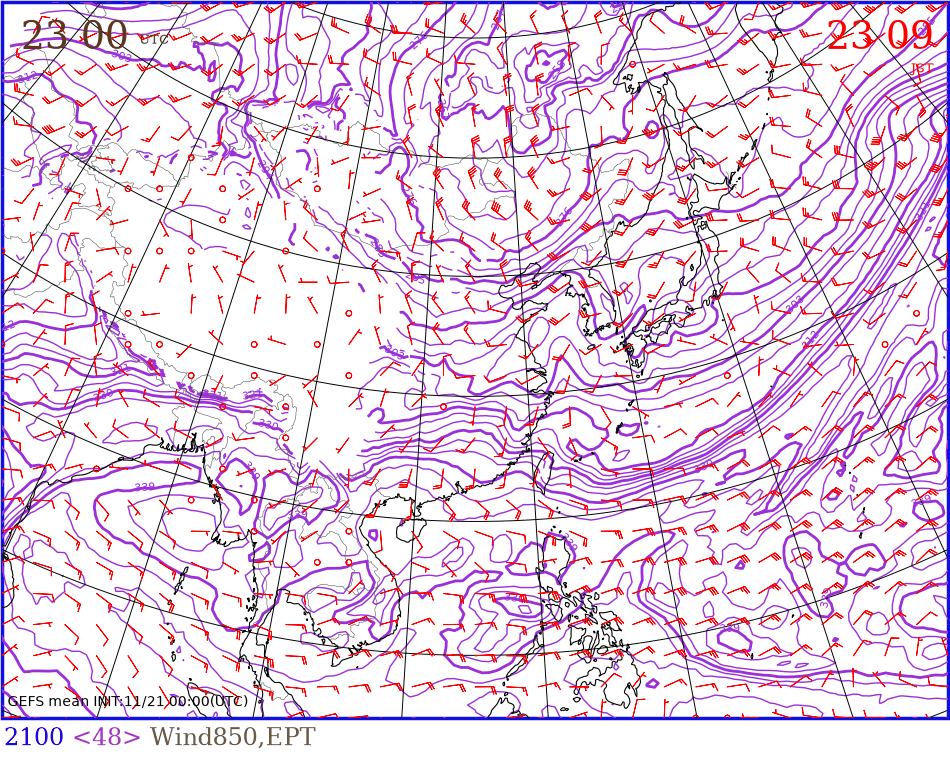 23 00 UTC
23 09
JST
GEFS mean INIT:11/21 00:00(UTC)
2100 <48> Wind850,EPT